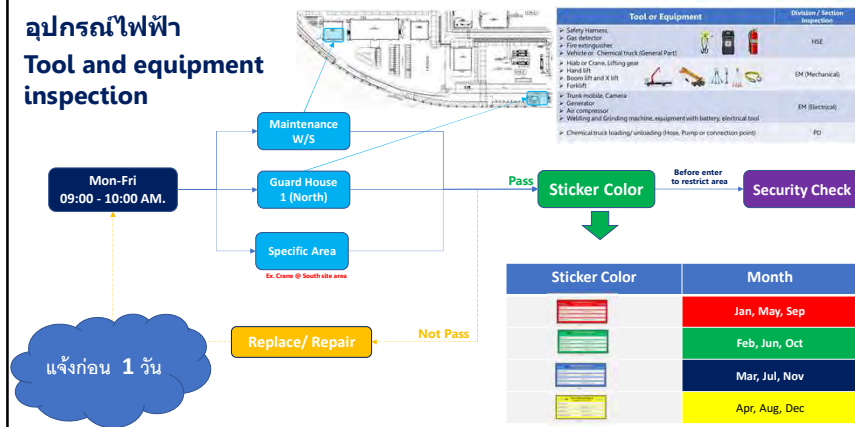 อุปกรณ์ไฟฟ้า
Tool and equipment
inspection
Tool or Equipment
Division / Section
Inspection
➢ Safety Harness,
➢ Gas detector
➢ Fire extinguisher
➢ Vehicle or Chemical truck (General Part)
HSE
➢ Hiab or Crane, Lifting gear
➢ Hand lift
➢ Boom lift and X lift
➢ Forklift
EM (Mechanical)
➢ Trunk mobile, Camera
➢ Generator
➢ Air compressor
➢ Welding and Grinding machine, equipment with battery, electrical tool
EM (Electrical)
➢ Chemical truck loading/ unloading (Hose, Pump or connection point)
PD
Maintenance
W/S
Mon-Fri
09:00 - 10:00 AM.
Guard House
1 (North)
Pass
Sticker Color
Before enter
to restrict area
Security Check
Specific Area
Ex. Crane @ South site area
Sticker Color
Month
Jan, May, Sep
Feb, Jun, Oct
Mar, Jul, Nov
Apr, Aug, Dec
Replace/ Repair
Not Pass
แจ้งก่อน 1 วัน